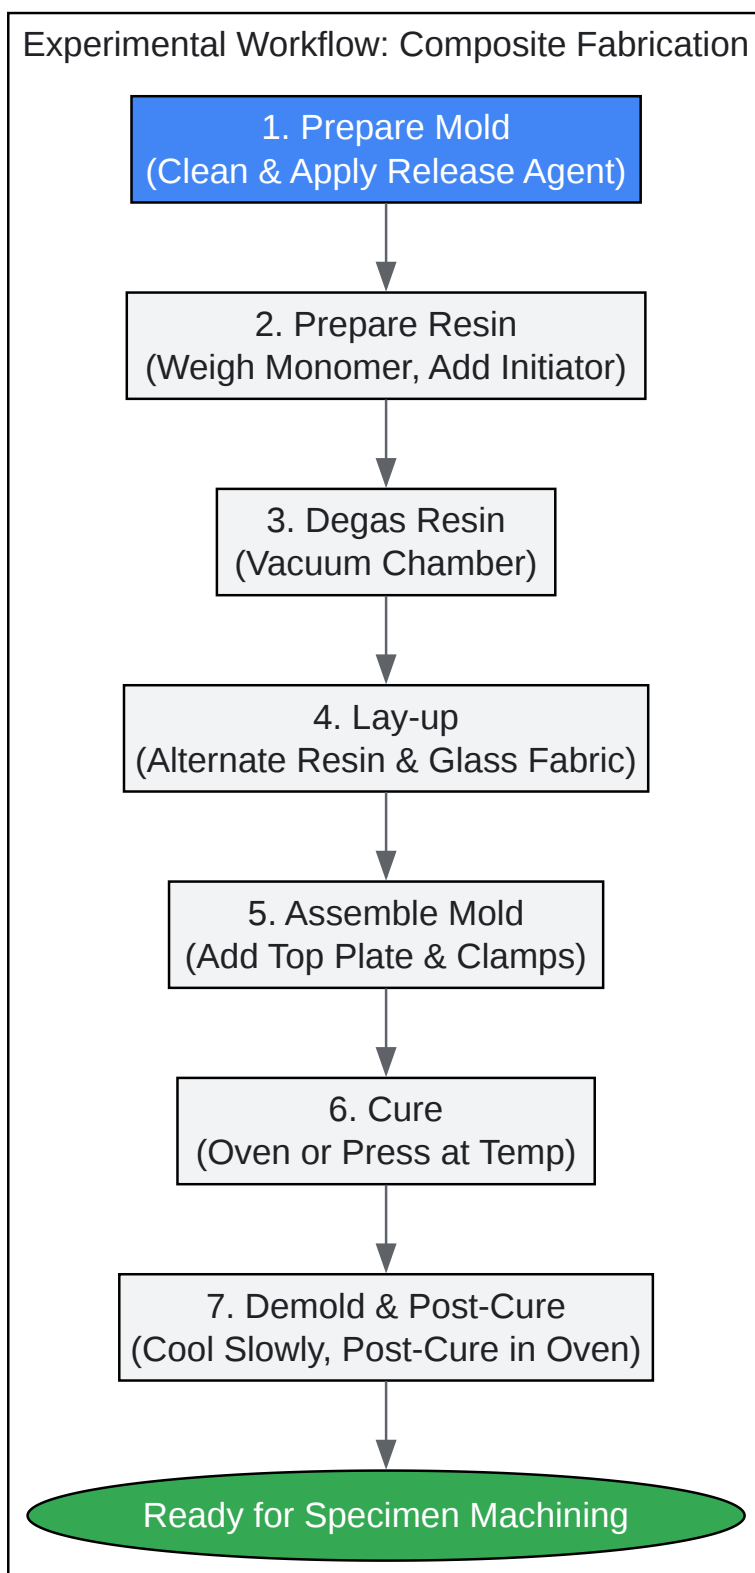 Experimental Workflow: Composite Fabrication
1. Prepare Mold
(Clean & Apply Release Agent)
2. Prepare Resin
(Weigh Monomer, Add Initiator)
3. Degas Resin
(Vacuum Chamber)
4. Lay-up
(Alternate Resin & Glass Fabric)
5. Assemble Mold
(Add Top Plate & Clamps)
6. Cure
(Oven or Press at Temp)
7. Demold & Post-Cure
(Cool Slowly, Post-Cure in Oven)
Ready for Specimen Machining